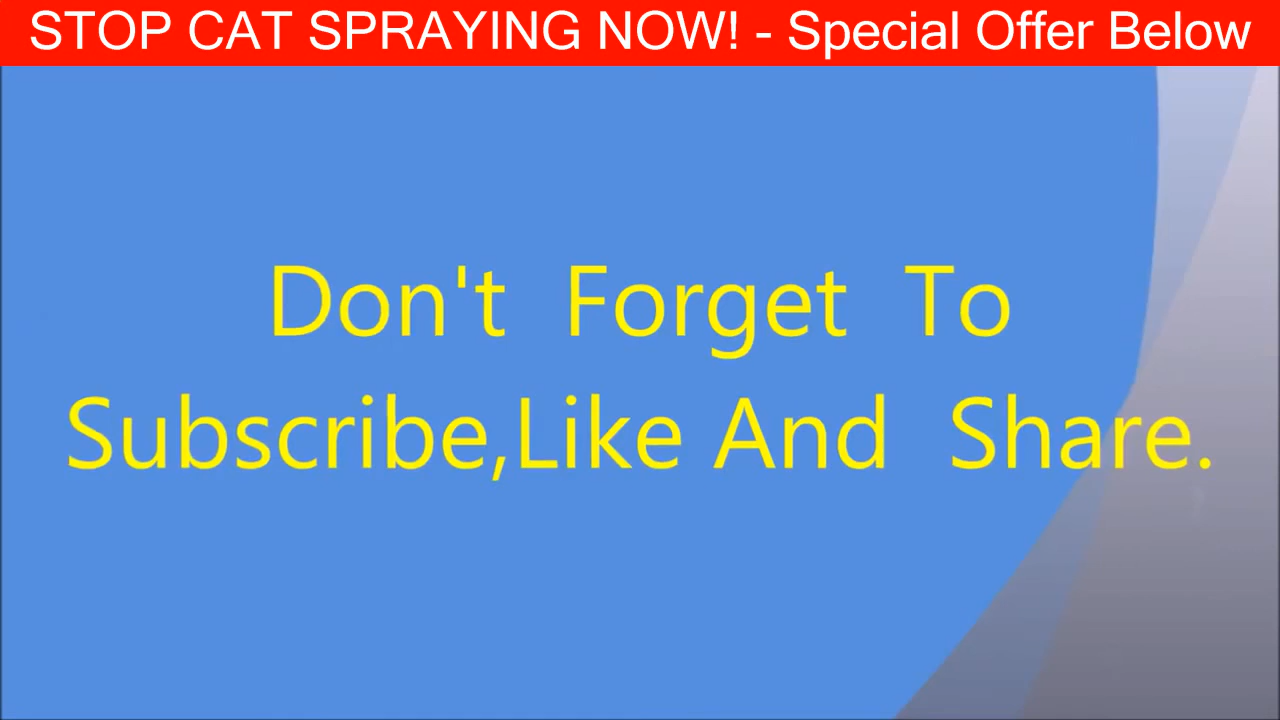 STOP CAT SPRAYING NOW! - Special Offer Below
Don't Forget To
Subscribe,Like And Share.